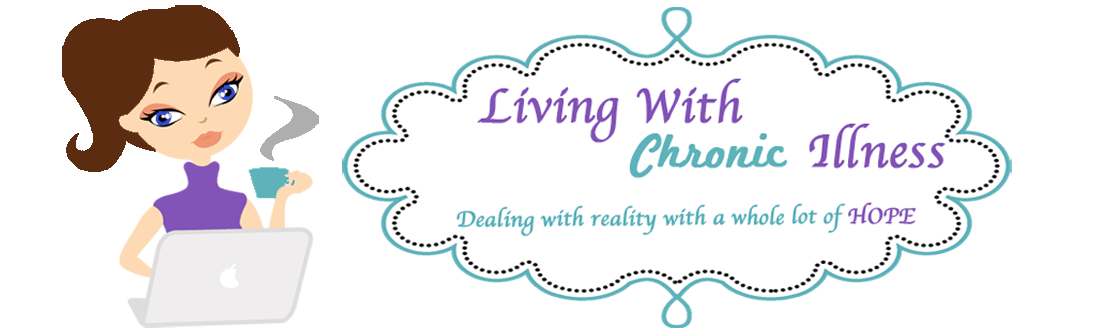 Living With
Chronic Illness
Dealing with reality with a whole lot of HOPE